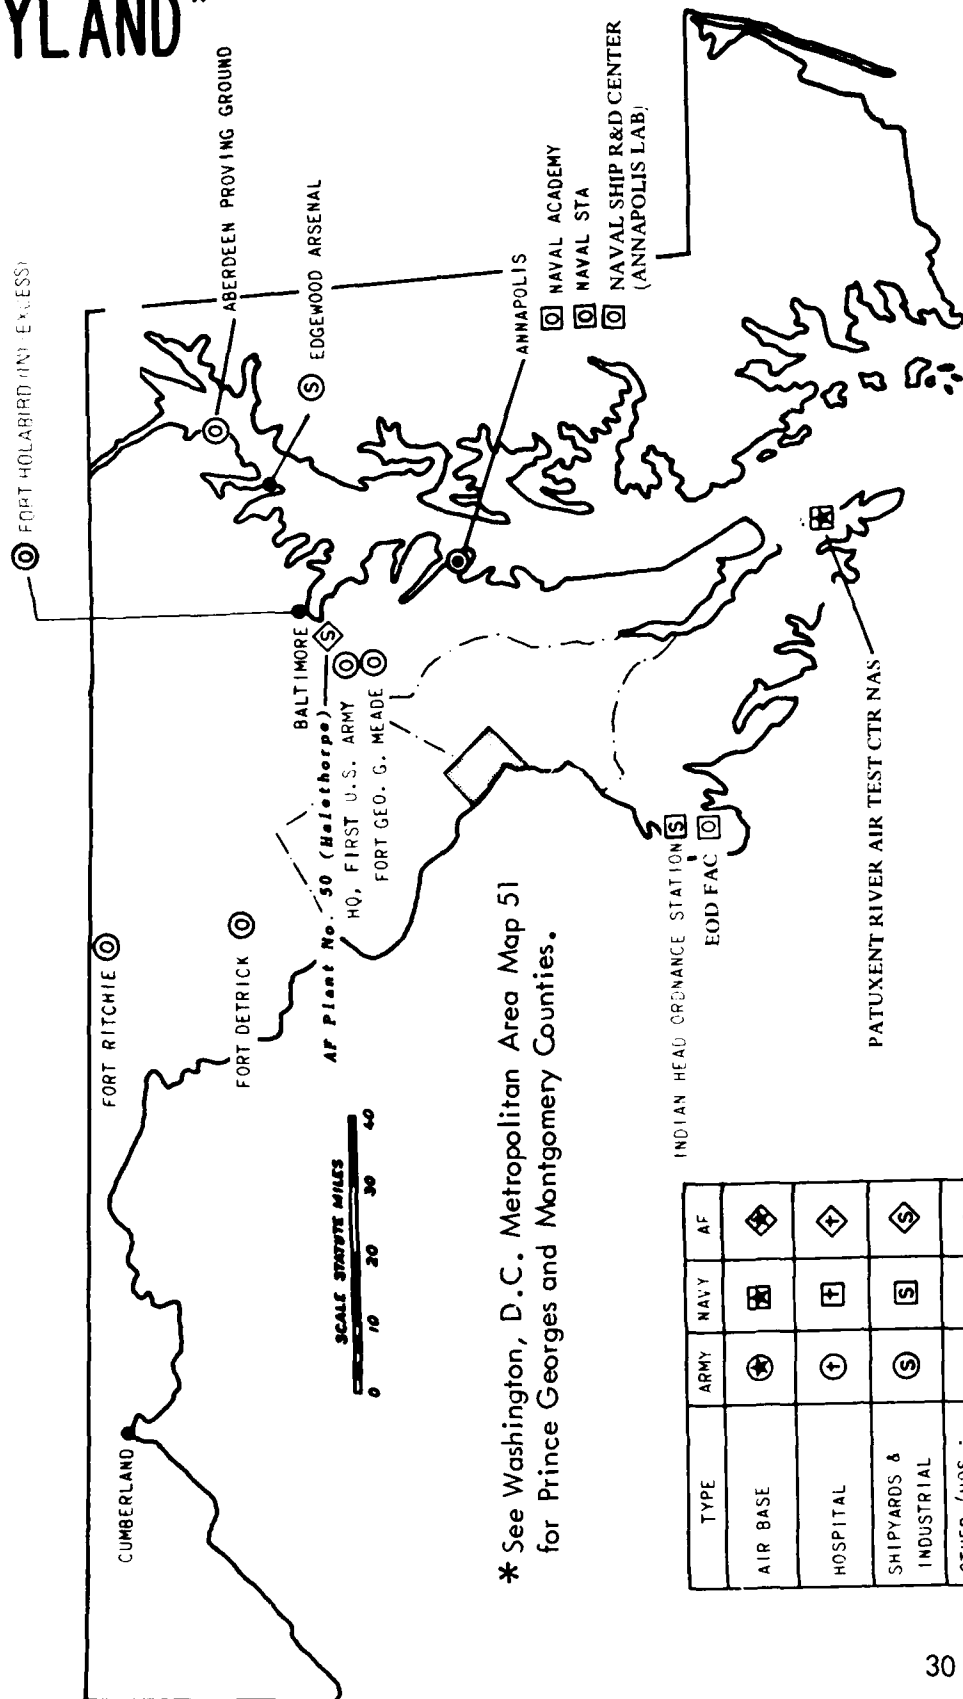 YLAND*
FORT HOLABIRD (IN EXCESS)
ABERDEEN PROVING GROUND
S EDGEWOOD ARSENAL
ANNAPOLIS
O NAVAL ACADEMY
O NAVAL STA
O NAVAL SHIP R&D CENTER
(ANNAPOLIS LAB)
BALTIMORE
AF Plant No. 50 (Halethorpe) S
HQ, FIRST U.S. ARMY O
FORT GEO. G. MEADE O
FORT RITCHIE O
FORT DETRICK O
CUMBERLAND
SCALE STATUTE MILES
0 10 20 30 40
* See Washington, D.C. Metropolitan Area Map 51
for Prince Georges and Montgomery Counties.
INDIAN HEAD ORDNANCE STATION S
EOD FAC O
PATUXENT RIVER AIR TEST CTR NAS
TYPE ARMY NAVY AF
AIR BASE
HOSPITAL
SHIPYARDS & S S S
INDUSTRIAL
30